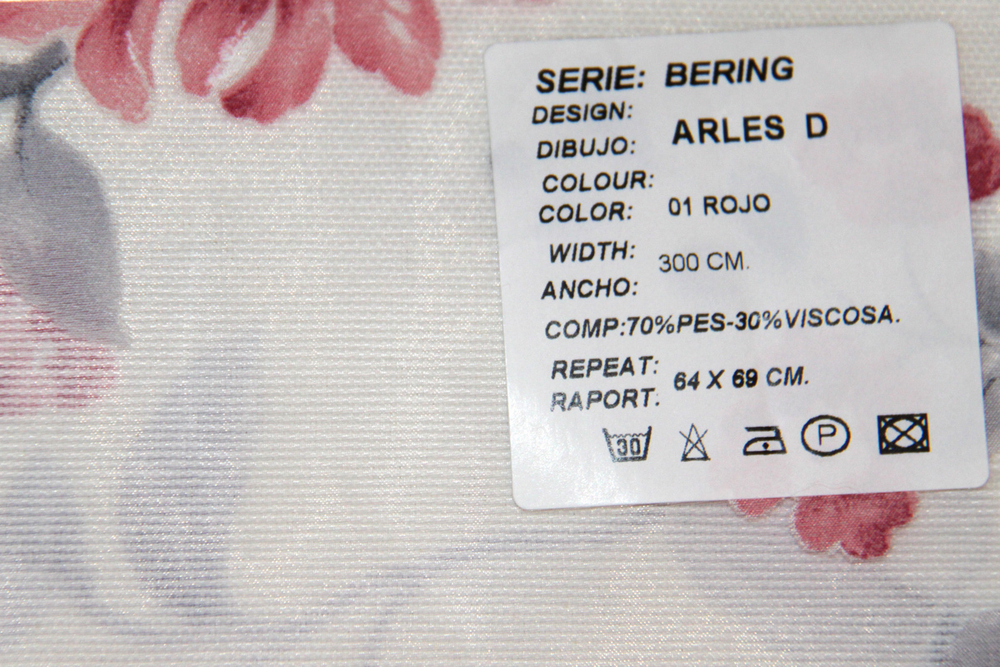 SERIE: BERING
DESIGN:
DIBUJO: ARLES D
COLOUR:
COLOR: 01 ROJO
WIDTH:
ANCHO: 300 CM.
COMP:70%PES-30%VISCOSA.
REPEAT:
RAPORT: 64 X 69 CM.
30 P